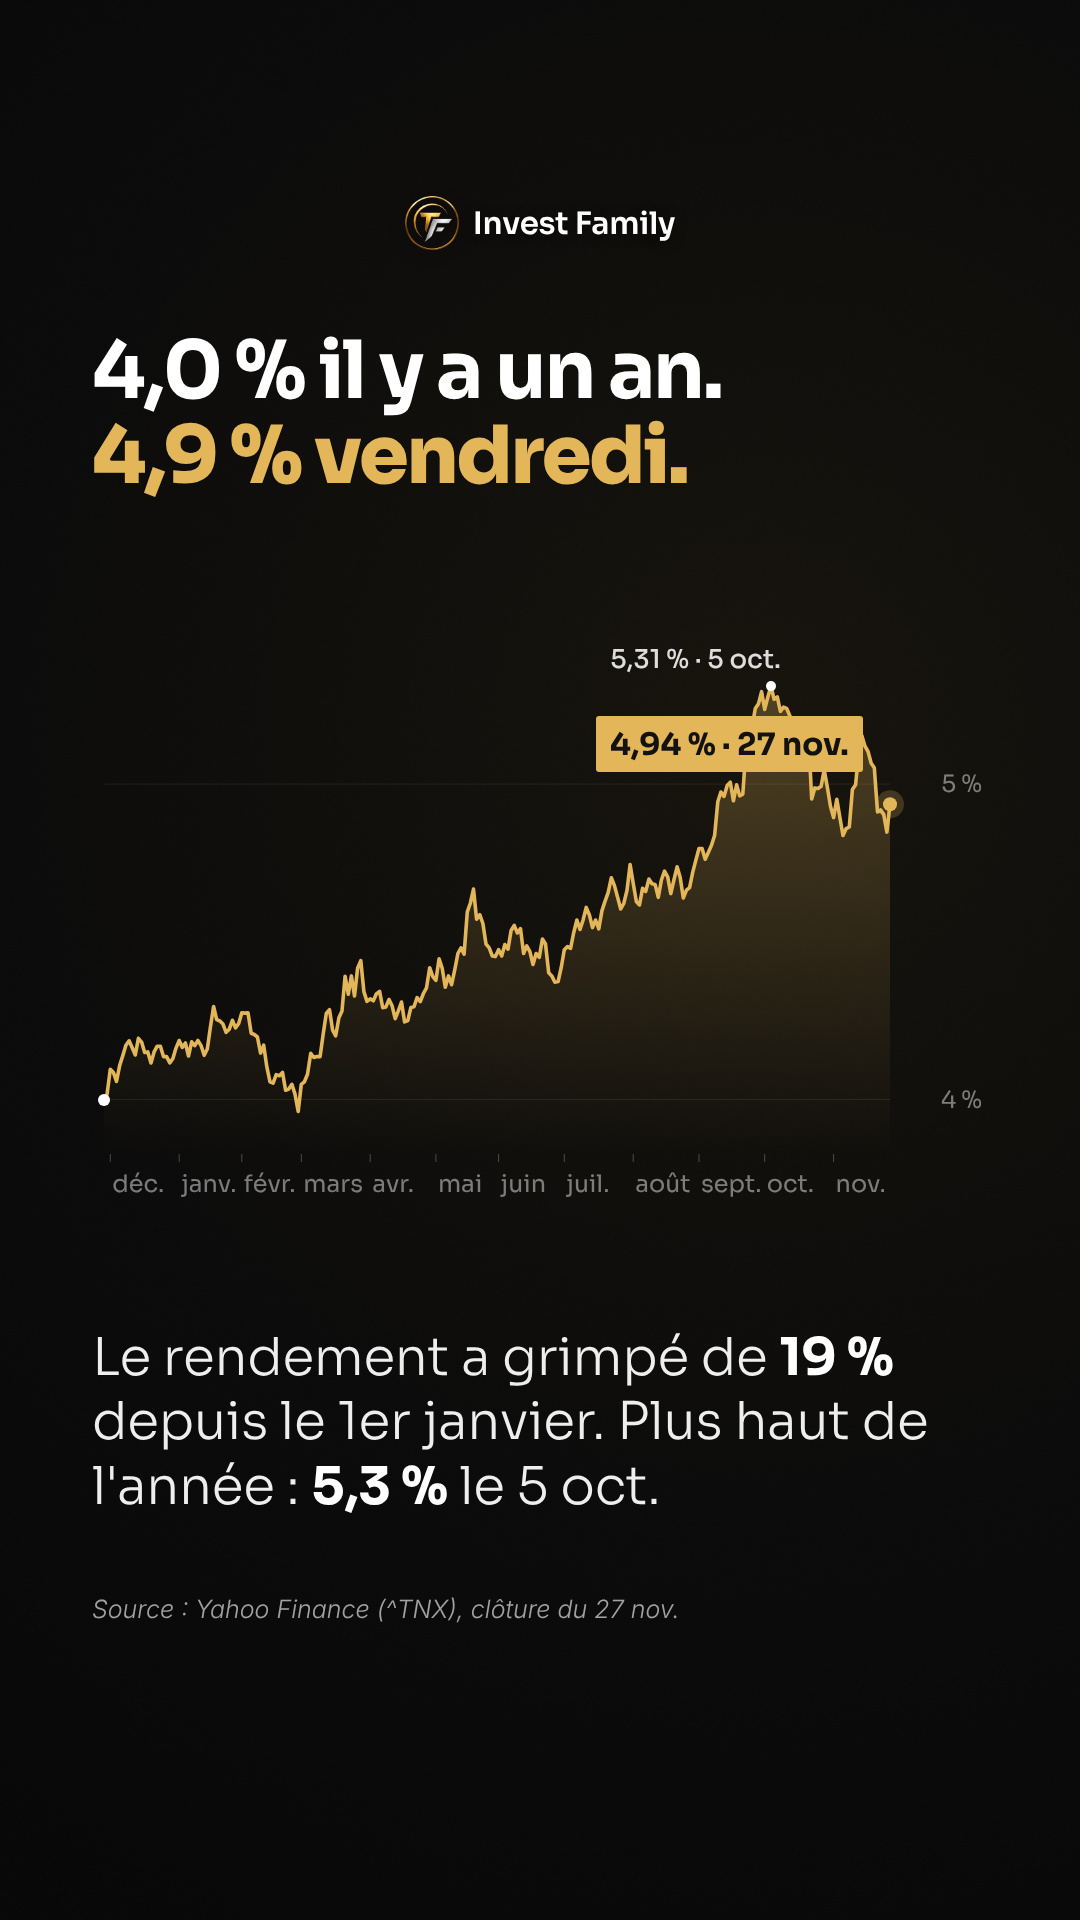 Invest Family
4,0 % il y a un an.
4,9 % vendredi.
5,31 % · 5 oct.
4,94 % · 27 nov.
5 %
4 %
déc. janv. févr. mars avr. mai juin juil. août sept. oct. nov.
Le rendement a grimpé de 19 %
depuis le 1er janvier. Plus haut de
l'année : 5,3 % le 5 oct.
Source : Yahoo Finance (^TNX), clôture du 27 nov.